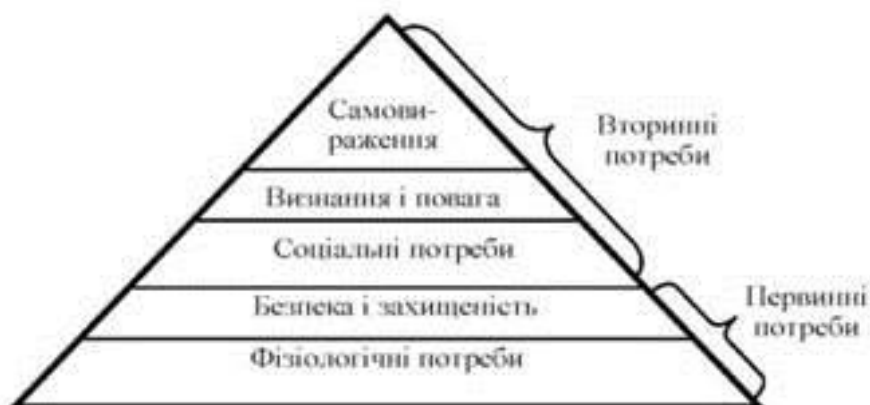 Самови-
раження
Визнання і повага
Соціальні потреби
Безпека і захищеність
Фізіологічні потреби
Вторинні
потреби
Первинні
потреби